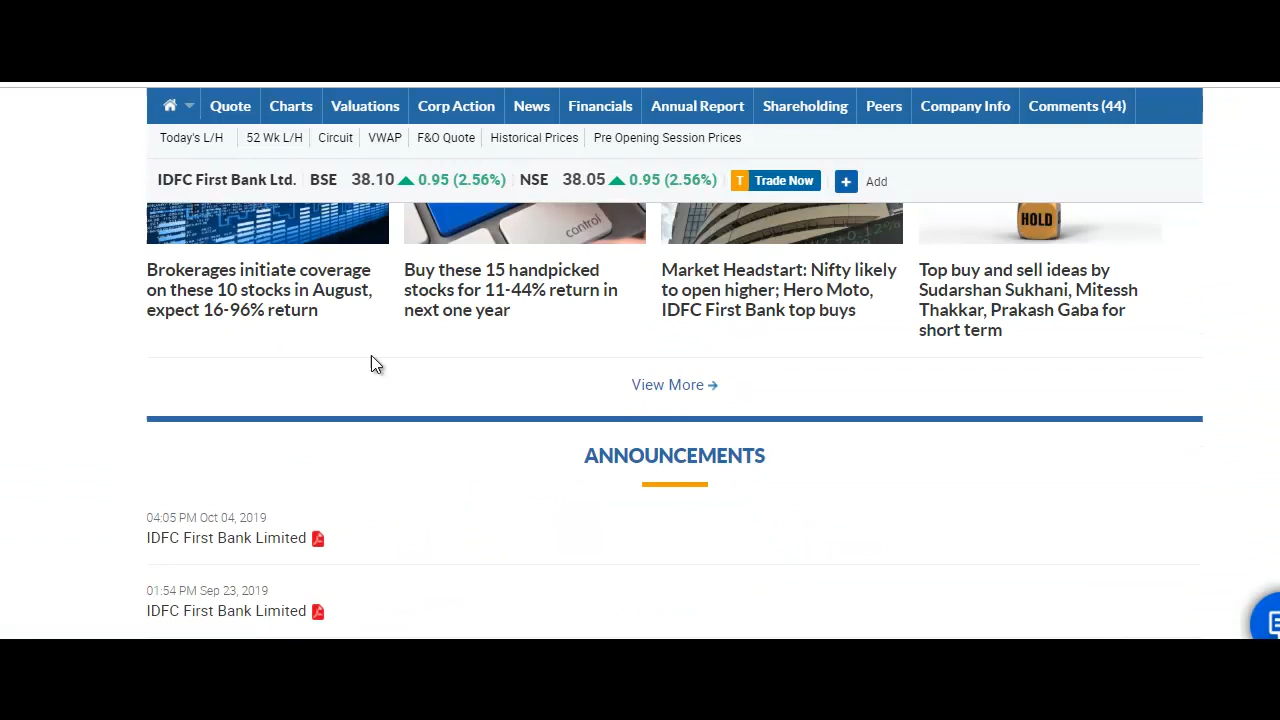 Quote Charts Valuations Corp Action News Financials Annual Report Shareholding Peers Company Info Comments (44)
Today's L/H 52 Wk L/H Circuit VWAP F&O Quote Historical Prices Pre Opening Session Prices
IDFC First Bank Ltd. BSE 38.10 0.95 (2.56%) NSE 38.05 0.95 (2.56%) T Trade Now + Add
control
HOLD
Brokerages initiate coverage
on these 10 stocks in August,
expect 16-96% return
Buy these 15 handpicked
stocks for 11-44% return in
next one year
Market Headstart: Nifty likely
to open higher; Hero Moto,
IDFC First Bank top buys
Top buy and sell ideas by
Sudarshan Sukhani, Mitessh
Thakkar, Prakash Gaba for
short term
View More
ANNOUNCEMENTS
04:05 PM Oct 04, 2019
IDFC First Bank Limited
01:54 PM Sep 23, 2019
IDFC First Bank Limited